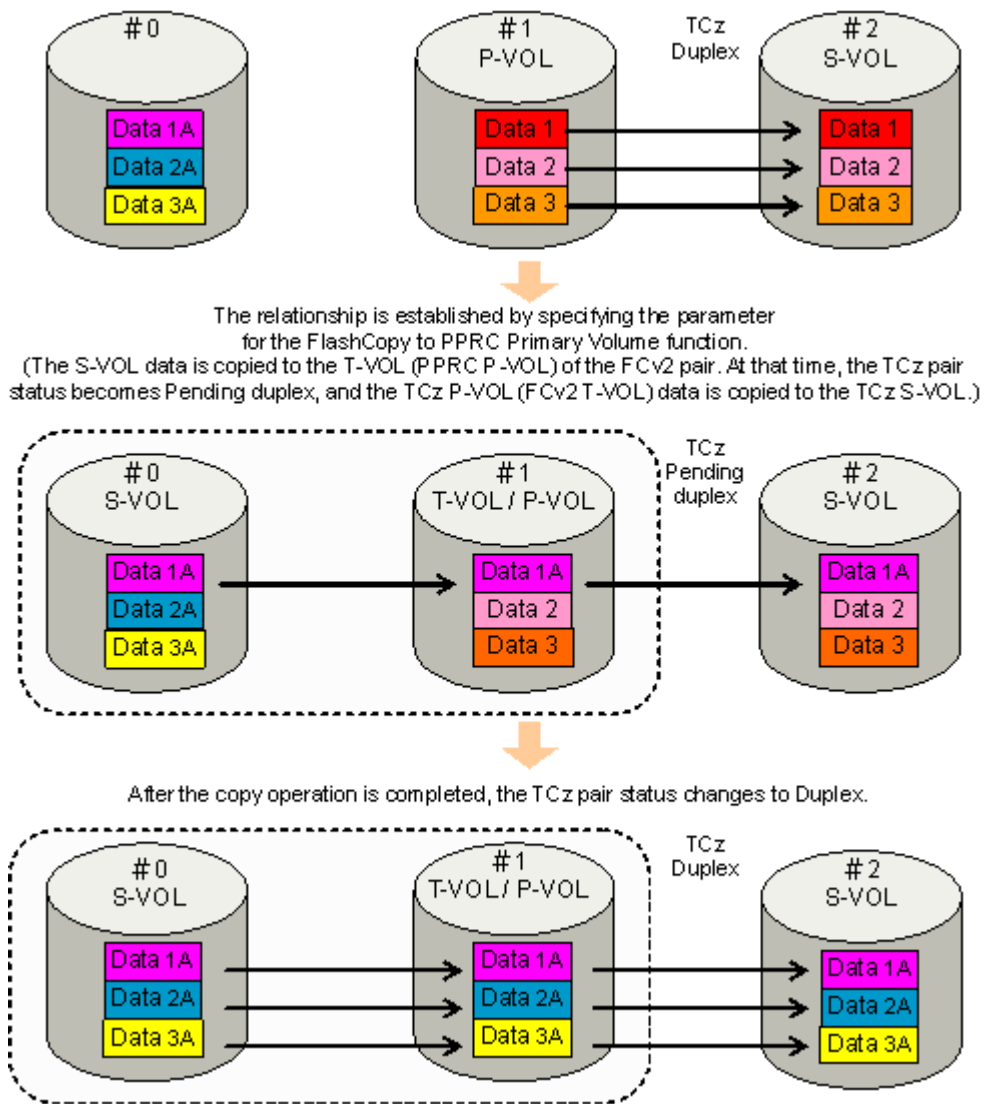 #0
#1
P-VOL
TCz
Duplex
#2
S-VOL
Data 1A
Data 2A
Data 3A
Data 1
Data 2
Data 3
Data 1
Data 2
Data 3
The relationship is established by specifying the parameter
for the FlashCopy to PPRC Primary Volume function.
(The S-VOL data is copied to the T-VOL (PPRC P-VOL) of the FCv2 pair. At that time, the TCz pair
status becomes Pending duplex, and the TCz P-VOL (FCv2 T-VOL) data is copied to the TCz S-VOL.)
#0
S-VOL
#1
T-VOL / P-VOL
TCz
Pending
duplex
#2
S-VOL
Data 1A
Data 2A
Data 3A
Data 1A
Data 2
Data 3
Data 1A
Data 2
Data 3
After the copy operation is completed, the TCz pair status changes to Duplex.
#0
S-VOL
#1
T-VOL / P-VOL
TCz
Duplex
#2
S-VOL
Data 1A
Data 2A
Data 3A
Data 1A
Data 2A
Data 3A
Data 1A
Data 2A
Data 3A